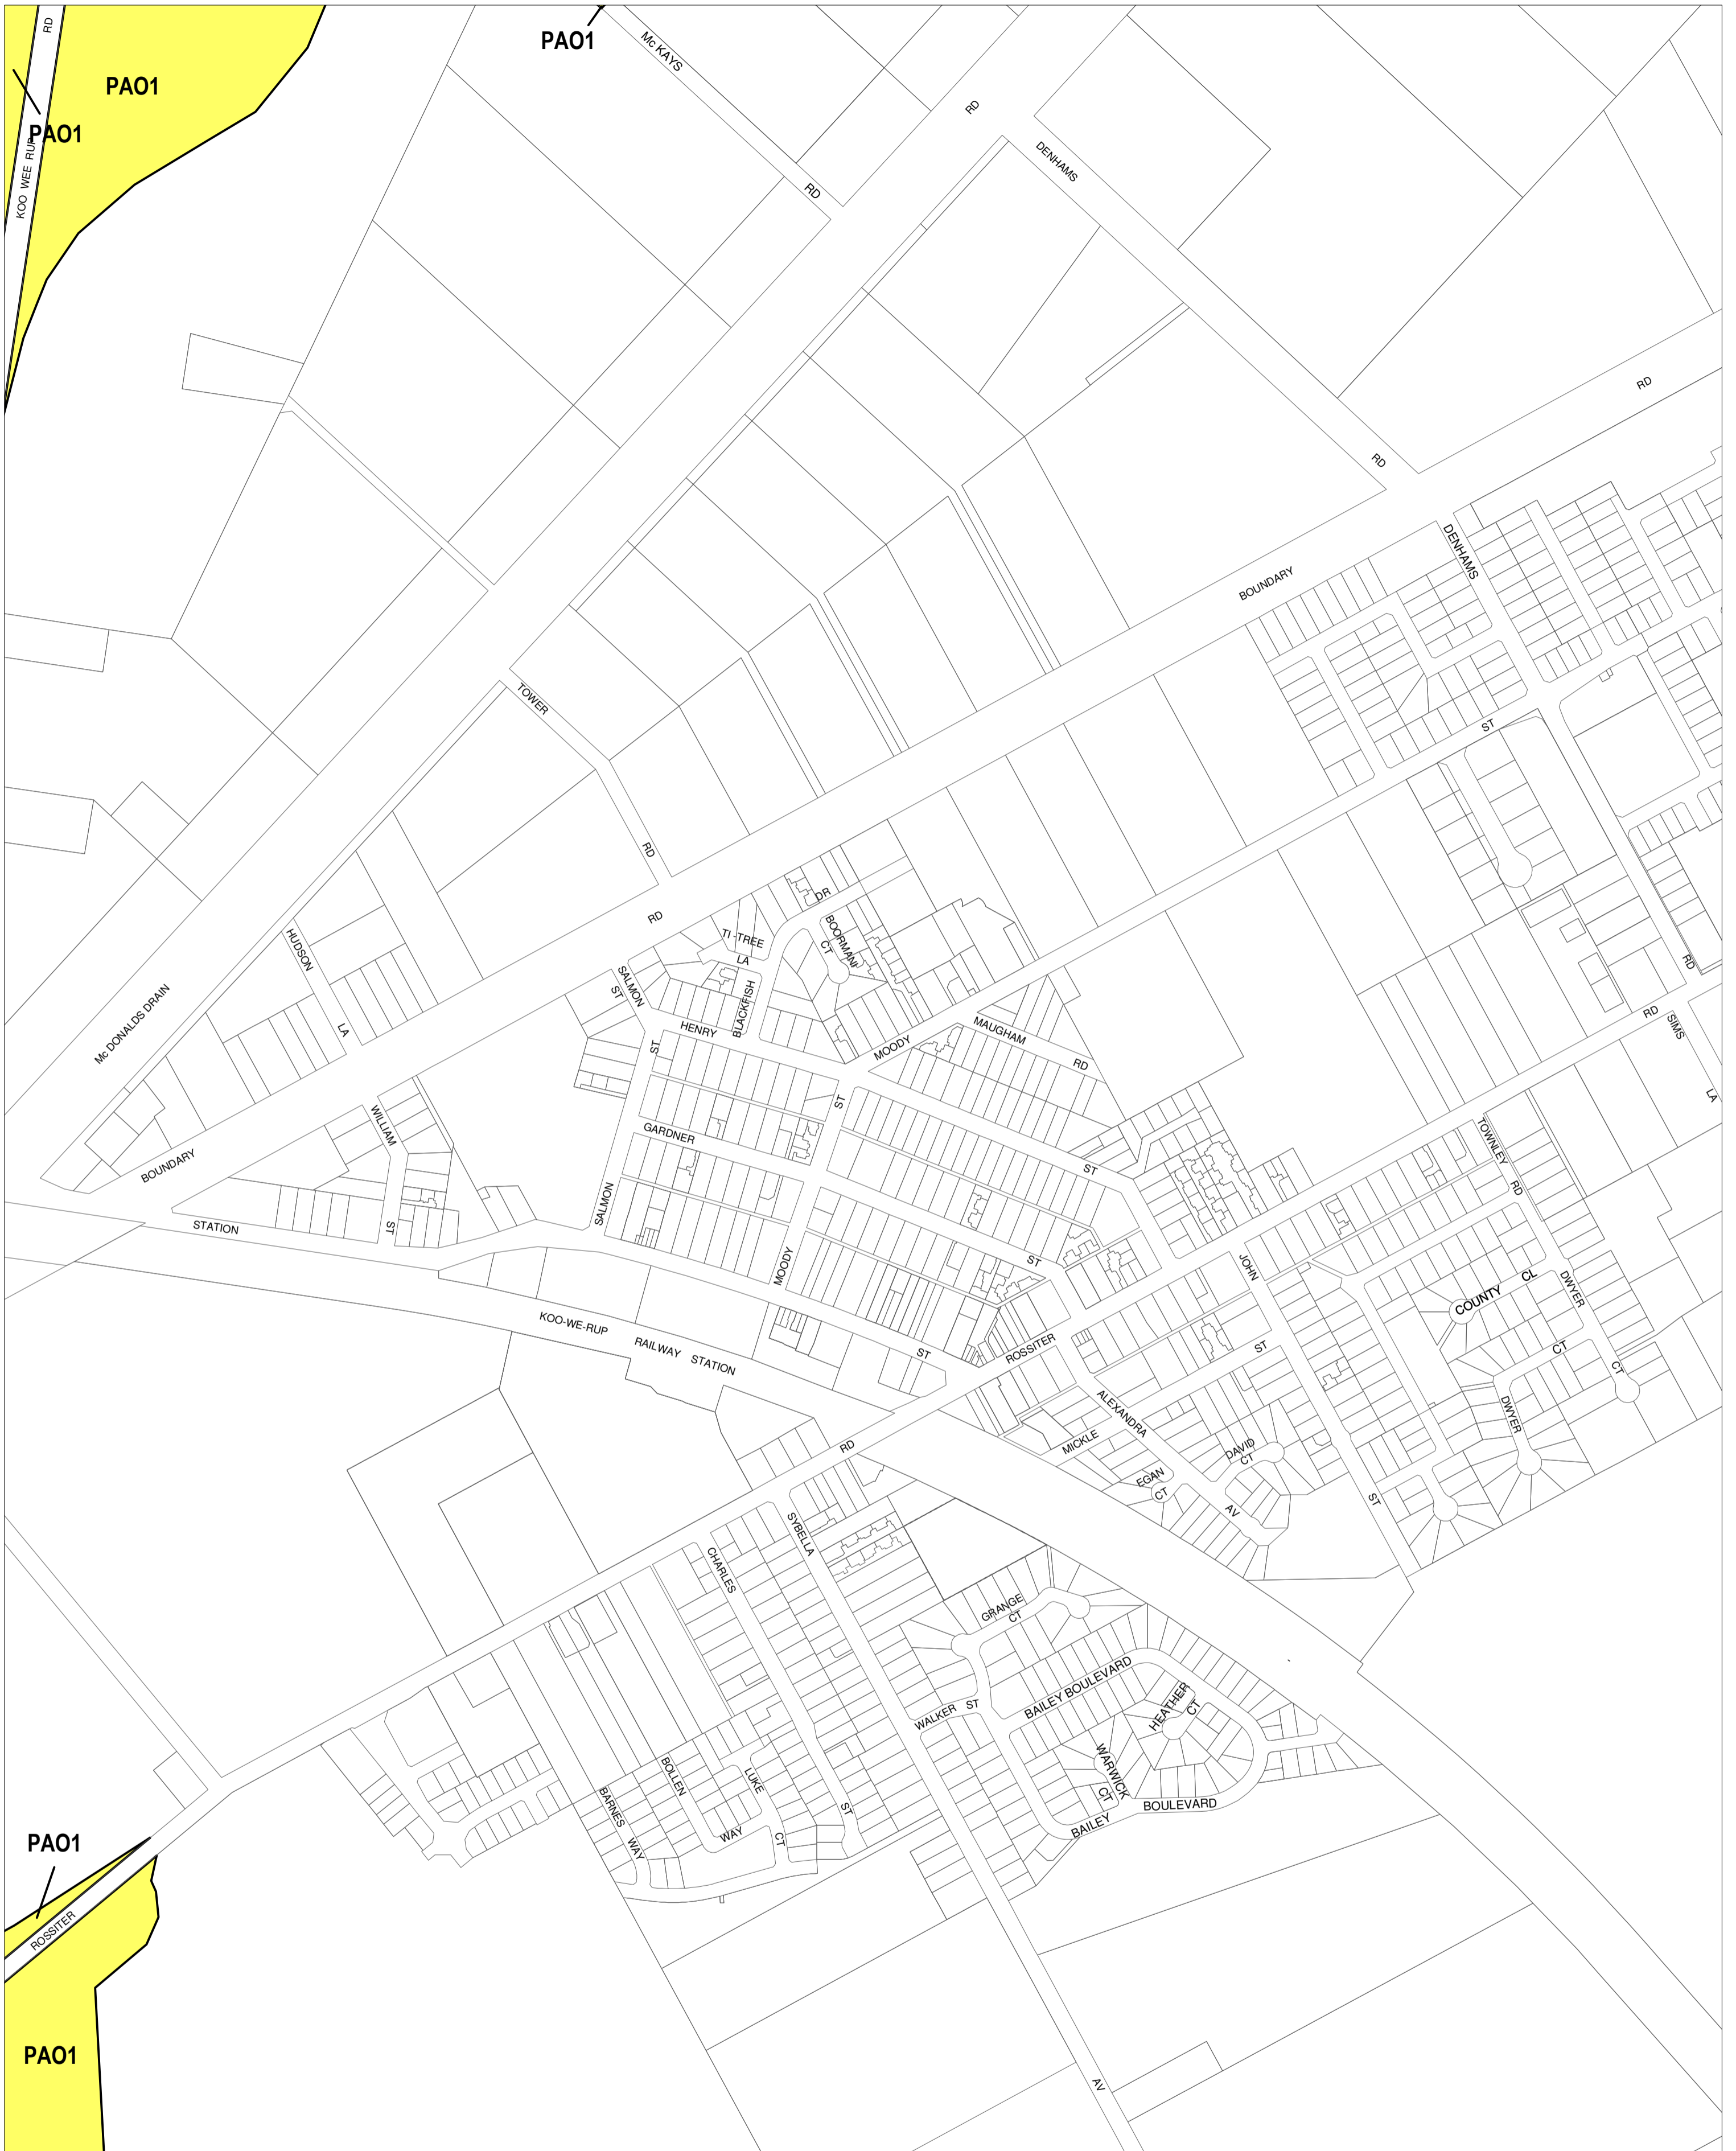 RD
PAO1
PAO1
PAO1
KOO WEE RUP
Mc KAYS
RD
RD
DENHAMS
RD
RD
BOUNDARY
DENHAMS
ST
TOWER
RD
RD
DR
TI -TREE
LA
BOORMAN
CT
BLACKFISH
SALMON
ST
HENRY
HUDSON
LA
Mc DONALDS DRAIN
BOUNDARY
MOODY
MAUGHAM
RD
ST
ST
GARDNER
WILLIAM
ST
STATION
SALMON
MOODY
ST
ST
RD
RD
SIMS
LA
TOWNLEY
RD
JOHN
COUNTY CL
DWYER
CT
CT
DWYER
KOO-WE-RUP RAILWAY STATION
ST
ROSSITER
ST
ALEXANDRA
MICKLE
DAVID
CT
EGAN
CT
AV
ST
RD
SYBELLA
CHARLES
GRANGE
CT
BAILEY BOULEVARD
HEATHER
CT
WALKER ST
WARWICK
CT
BOULEVARD
BAILEY
BOLLEN
LUKE
BARNES
WAY
WAY
CT
ST
PAO1
ROSSITER
PAO1
AV